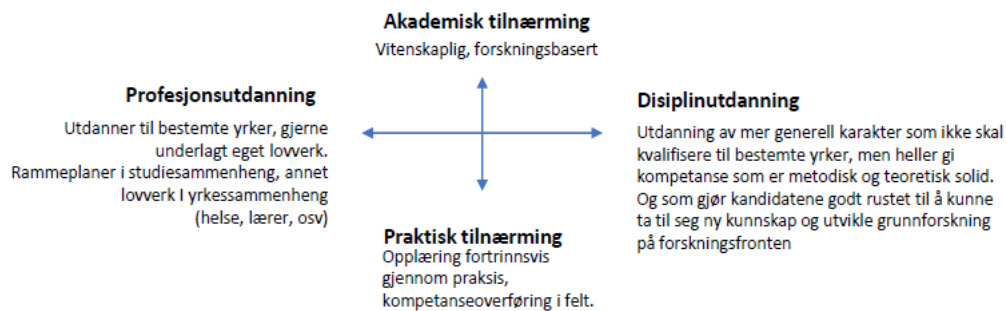 Akademisk tilnærming
Vitenskaplig, forskningsbasert
Profesjonsutdanning
Utdanner til bestemte yrker, gjerne
underlagt eget lovverk.
Rammeplaner i studiesammenheng, annet
lovverk I yrkessammenheng
(helse, lærer, osv)
Disiplinutdanning
Utdanning av mer generell karakter som ikke skal
kvalifisere til bestemte yrker, men heller gi
kompetanse som er metodisk og teoretisk solid.
Og som gjør kandidatene godt rustet til å kunne
ta til seg ny kunnskap og utvikle grunnforskning
på forskningsfronten
Praktisk tilnærming
Opplæring fortrinnsvis
gjennom praksis,
kompetanseoverføring i felt.